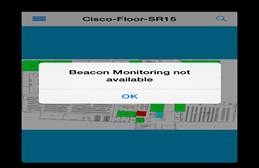 Cisco-Floor-SR15
Beacon Monitoring not
available
OK